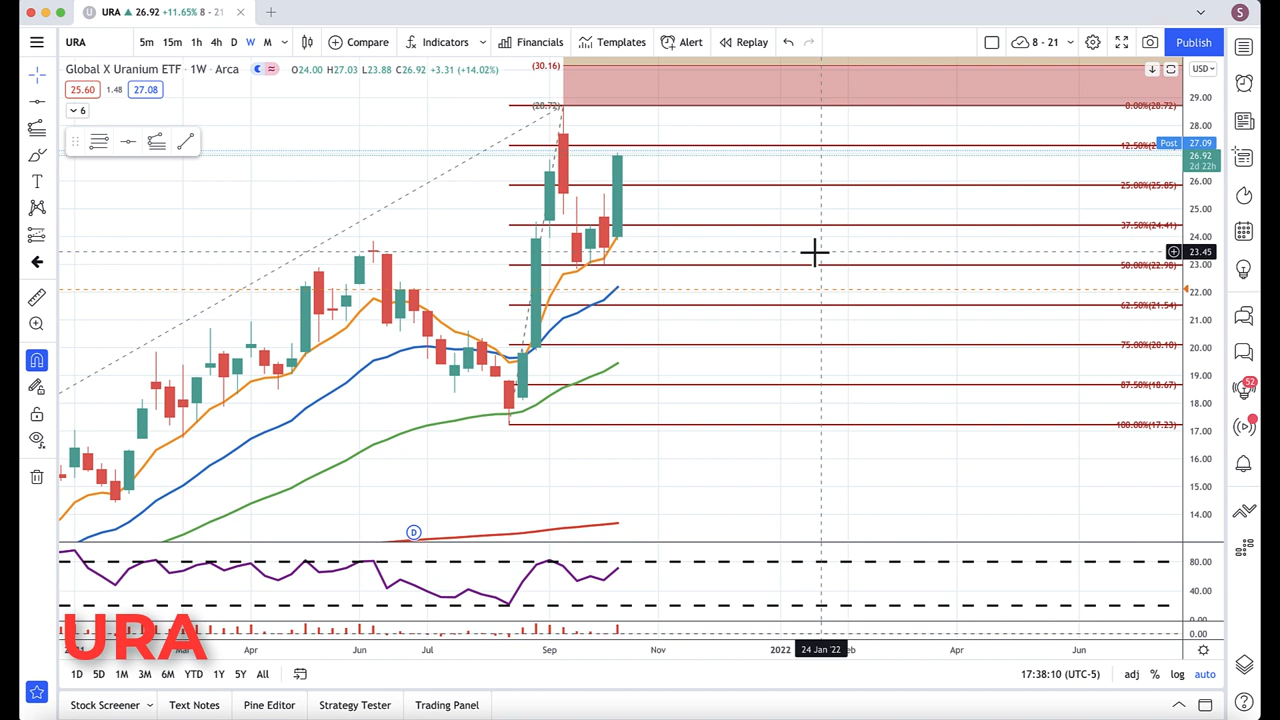 URA ▲ 26.92 +11.65% 8 - 21
S
URA 5m 15m 1h 4h D W M Compare Indicators Financials Templates Alert Replay 8 - 21 Publish
Global X Uranium ETF · 1W · Arca O24.00 H27.03 L23.88 C26.92 +3.31 (+14.02%)
25.60 1.48 27.08
6
(30.16)
USD
29.00
(28.72) 0.00%(28.72)
28.00
Post 27.09
26.92
2d 22h
26.00
25.00%(25.85)
25.00
37.50%(24.41)
24.00
23.45
23.00
50.00%(22.98)
22.00
62.50%(21.54)
21.00
20.00
75.00%(20.10)
19.00
87.50%(18.67)
18.00
17.00
100.00%(17.23)
16.00
15.00
14.00
D
80.00
40.00
0.00
0.00
URA
Apr Jun Jul Sep Nov 2022 24 Jan '22 Apr Jun
1D 5D 1M 3M 6M YTD 1Y 5Y All 17:38:10 (UTC-5) adj % log auto
Stock Screener Text Notes Pine Editor Strategy Tester Trading Panel
52